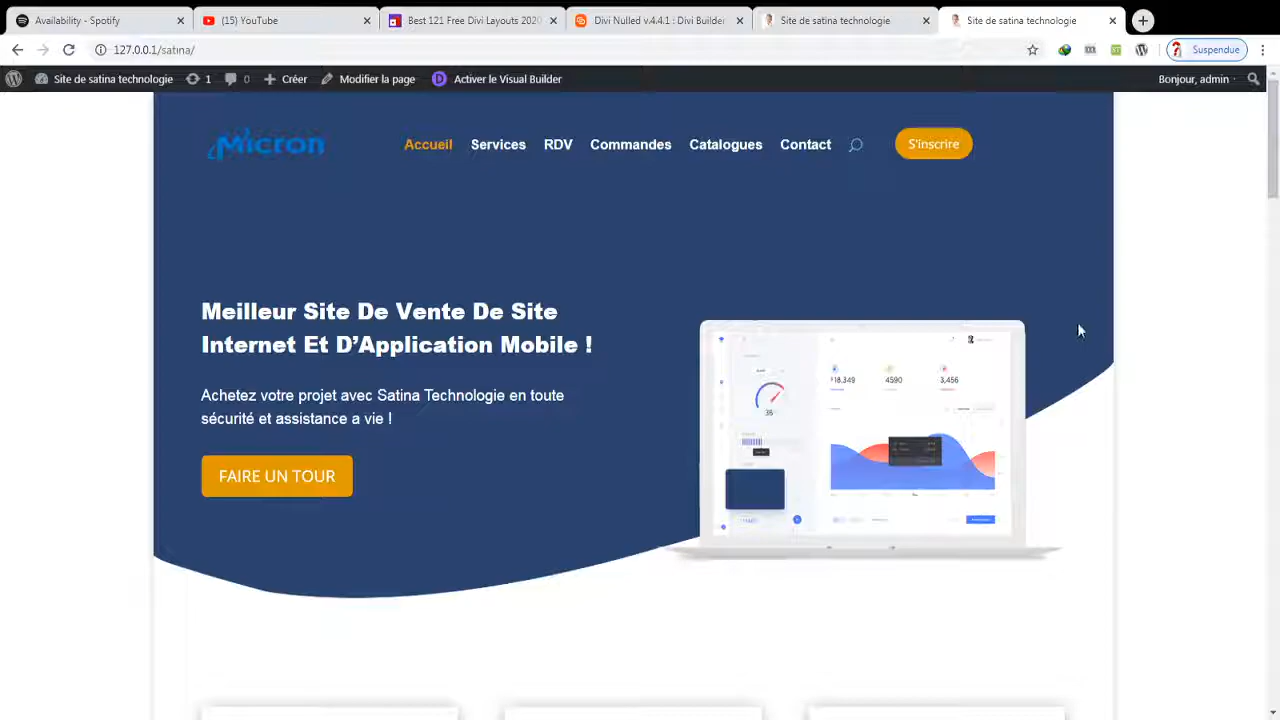 Availability - Spotify
(15) YouTube
Best 121 Free Divi Layouts 2020
Divi Nulled v.4.4.1 : Divi Builde
Site de satina technologie
Site de satina technologie
127.0.0.1/satina/
Suspendue
Site de satina technologie
1
0
Créer
Modifier la page
Activer le Visual Builder
Bonjour, admin
Micron
Accueil
Services
RDV
Commandes
Catalogues
Contact
S'inscrire
Meilleur Site De Vente De Site
Internet Et D'Application Mobile !
Achetez votre projet avec Satina Technologie en toute
sécurité et assistance a vie !
FAIRE UN TOUR
$18,349
4590
3,456